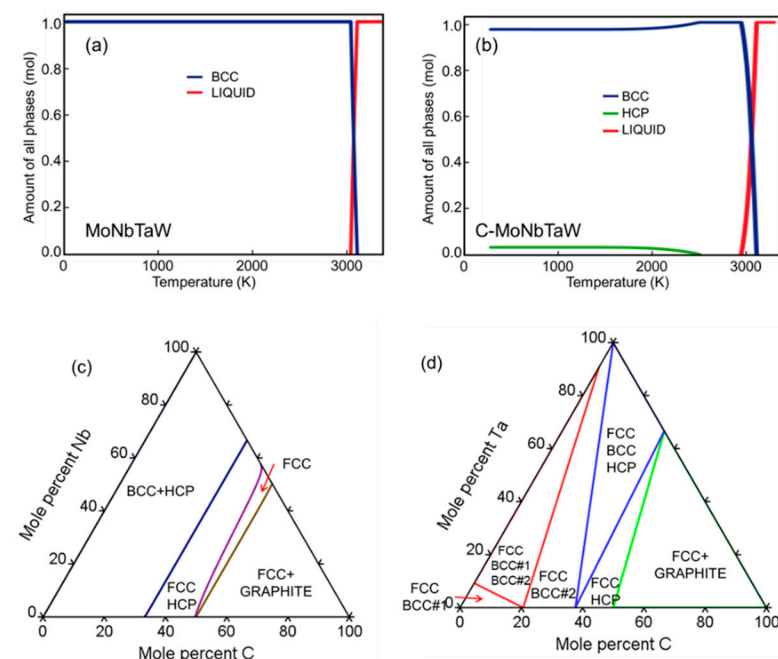 (a)
BCC
LIQUID
MoNbTaW
Amount of all phases (mol)
1.0
0.8
0.6
0.4
0.2
0.0
0
1000
2000
3000
Temperature (K)
(b)
BCC
HCP
LIQUID
C-MoNbTaW
Amount of all phases (mol)
1.0
0.8
0.6
0.4
0.2
0.0
0
1000
2000
3000
Temperature (K)
(c)
100
80
60
40
20
0
Mole percent Nb
BCC+HCP
FCC
FCC
HCP
FCC+
GRAPHITE
0
20
40
60
80
100
Mole percent C
(d)
100
80
60
40
20
0
Mole percent Ta
FCC
BCC
HCP
FCC
BCC#1
BCC#2
FCC
BCC#1
FCC
BCC#2
FCC
HCP
FCC+
GRAPHITE
0
20
40
60
80
100
Mole percent C